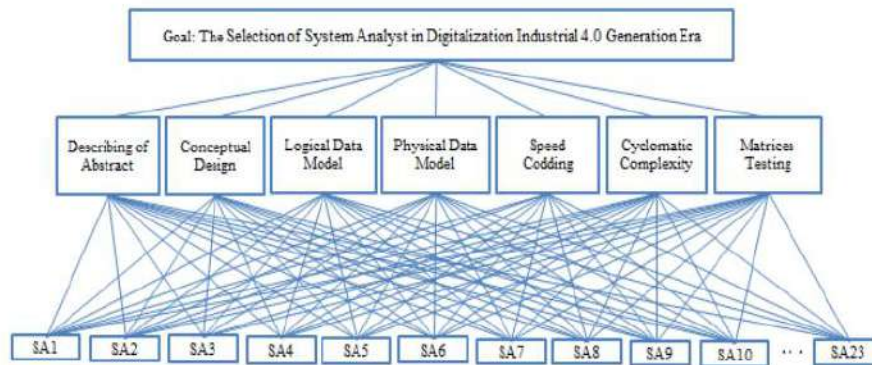 Goal: The Selection of System Analyst in Digitalization Industrial 4.0 Generation Era
Describing of
Abstract
Conceptual
Design
Logical Data
Model
Physical Data
Model
Speed
Codding
Cyclomatic
Complexity
Matrices
Testing
SA1
SA2
SA3
SA4
SA5
SA6
SA7
SA8
SA9
SA10
...
SA23